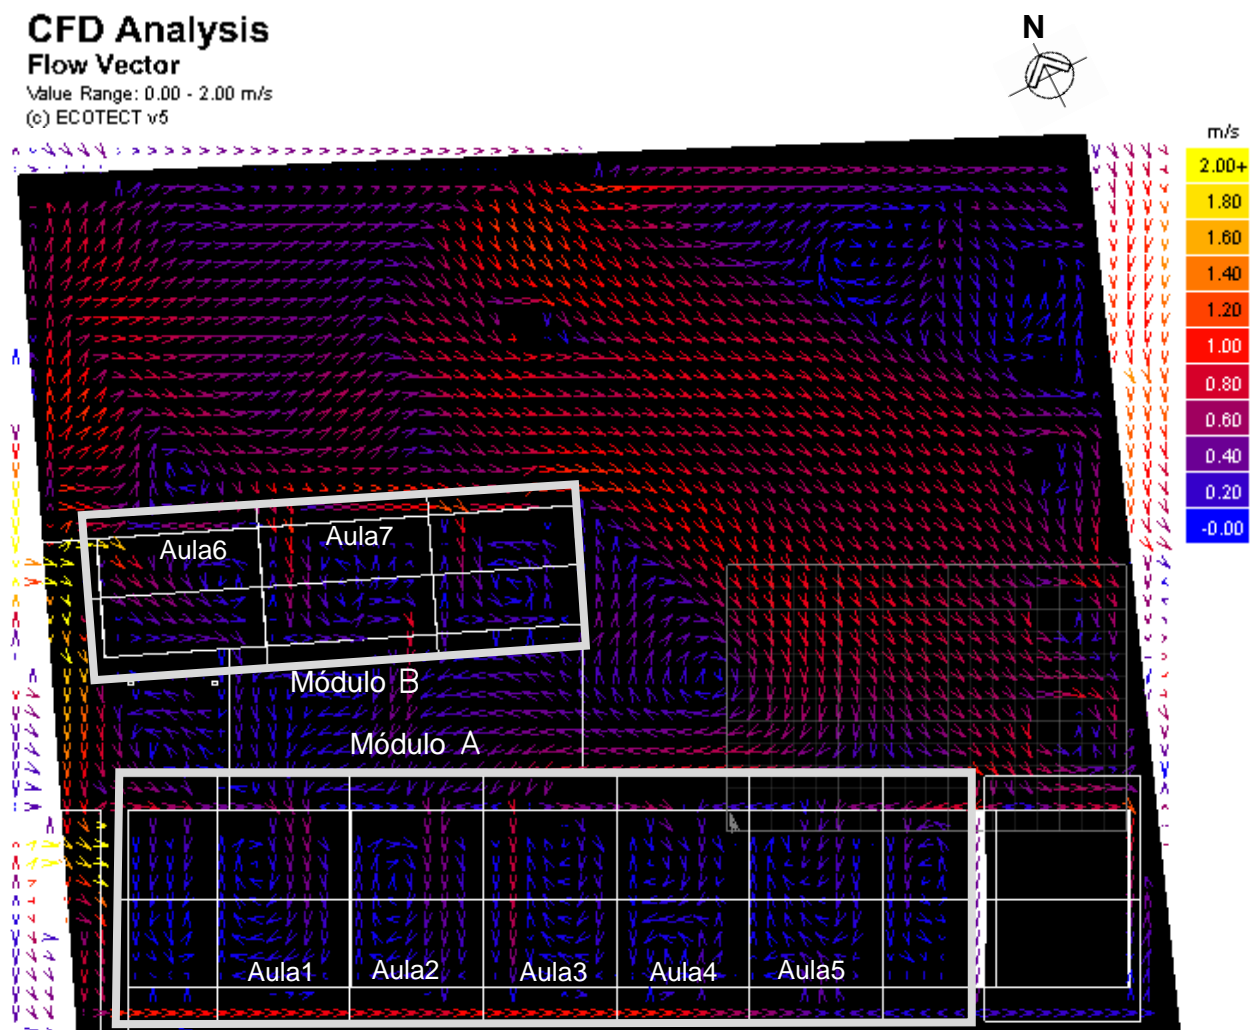 CFD Analysis
Flow Vector
Value Range: 0.00 - 2.00 m/s
(c) ECOTECT v5
N
m/s
2.00+
1.80
1.60
1.40
1.20
1.00
0.80
0.60
0.40
0.20
-0.00
Aula6
Aula7
Módulo B
Módulo A
Aula1
Aula2
Aula3
Aula4
Aula5